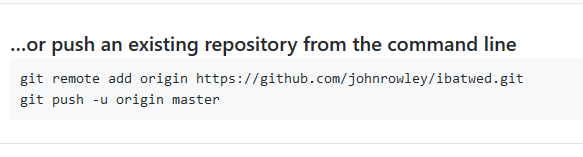 ...or push an existing repository from the command line
git remote add origin https://github.com/johnrowley/ibatwed.git
git push -u origin master